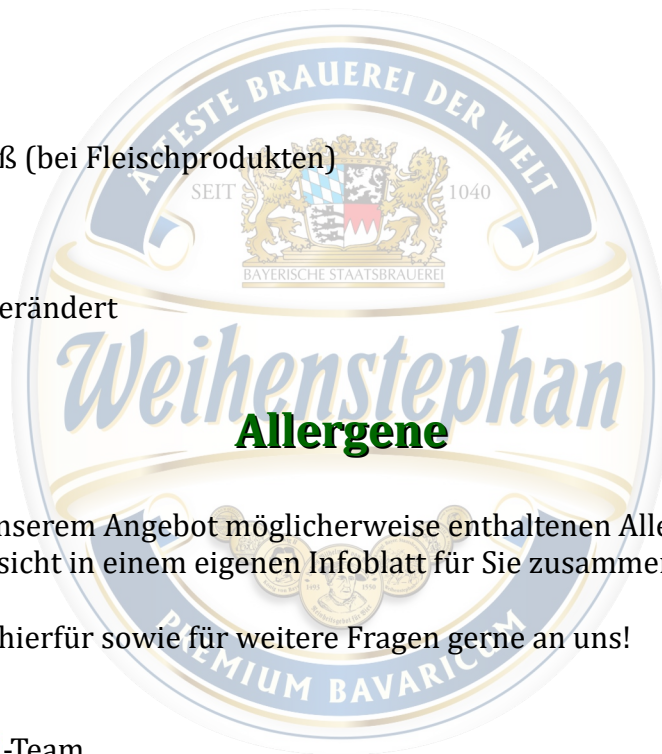 ÄLTESTE BRAUEREI DER WELT
ß (bei Fleischprodukten)
SEIT 1040
BAYERISCHE STAATSBRAUEREI
erändert
Weihenstephan
Allergene
nserem Angebot möglicherweise enthaltenen Alle
sicht in einem eigenen Infoblatt für Sie zusammen
hierfür sowie für weitere Fragen gerne an uns!
PREMIUM BAVARICUM
-Team